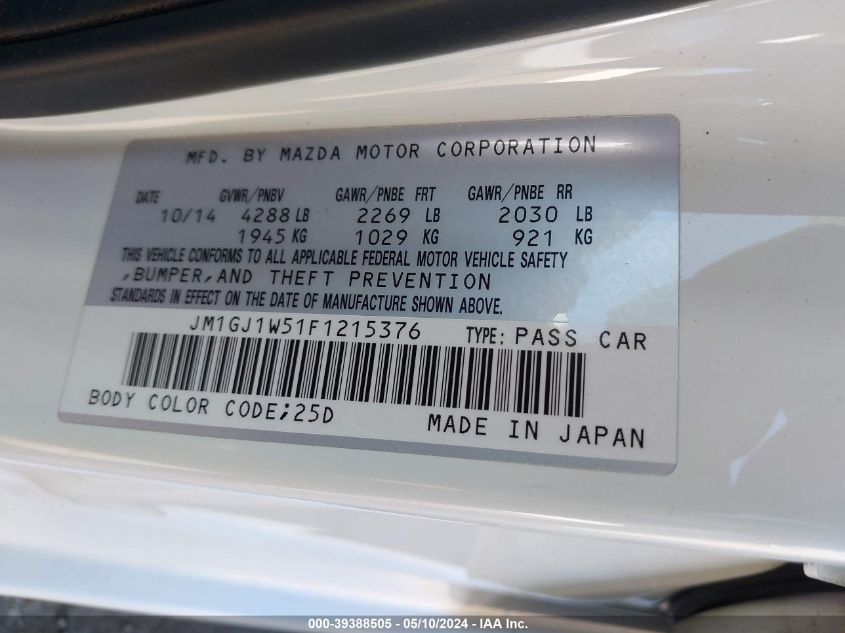 MFD. BY MAZDA MOTOR CORPORATION
DATE GVWR/PNBV GAWR/PNBE FRT GAWR/PNBE RR
10/14 4288 LB 2269 LB 2030 LB
1945 KG 1029 KG 921 KG
THIS VEHICLE CONFORMS TO ALL APPLICABLE FEDERAL MOTOR VEHICLE SAFETY
,BUMPER,AND THEFT PREVENTION
STANDARDS IN EFFECT ON THE DATE OF MANUFACTURE SHOWN ABOVE.
JM1GJ1W51F1215376 TYPE: PASS CAR
BODY COLOR CODE;25D MADE IN JAPAN
000-39388505 - 05/10/2024 - IAA Inc.